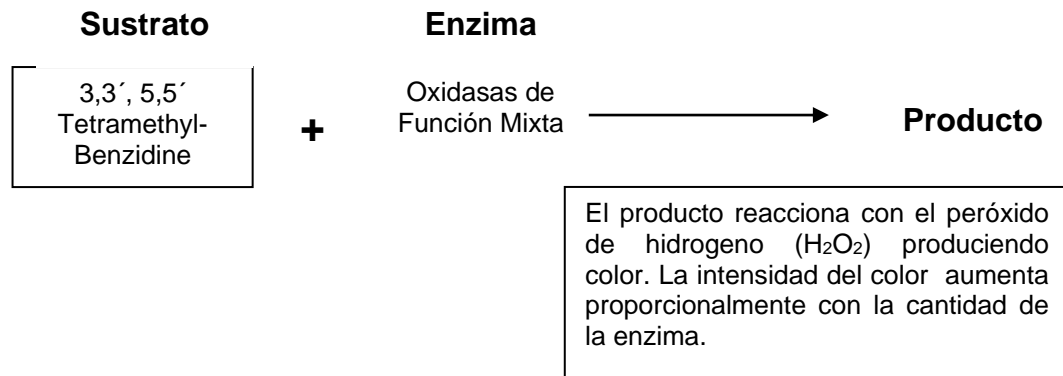 Sustrato
Enzima
3,3´, 5,5´
Tetramethyl-
Benzidine
+
Oxidasas de
Función Mixta
Producto
El producto reacciona con el peróxido
de hidrogeno (H₂O₂) produciendo
color. La intensidad del color aumenta
proporcionalmente con la cantidad de
la enzima.